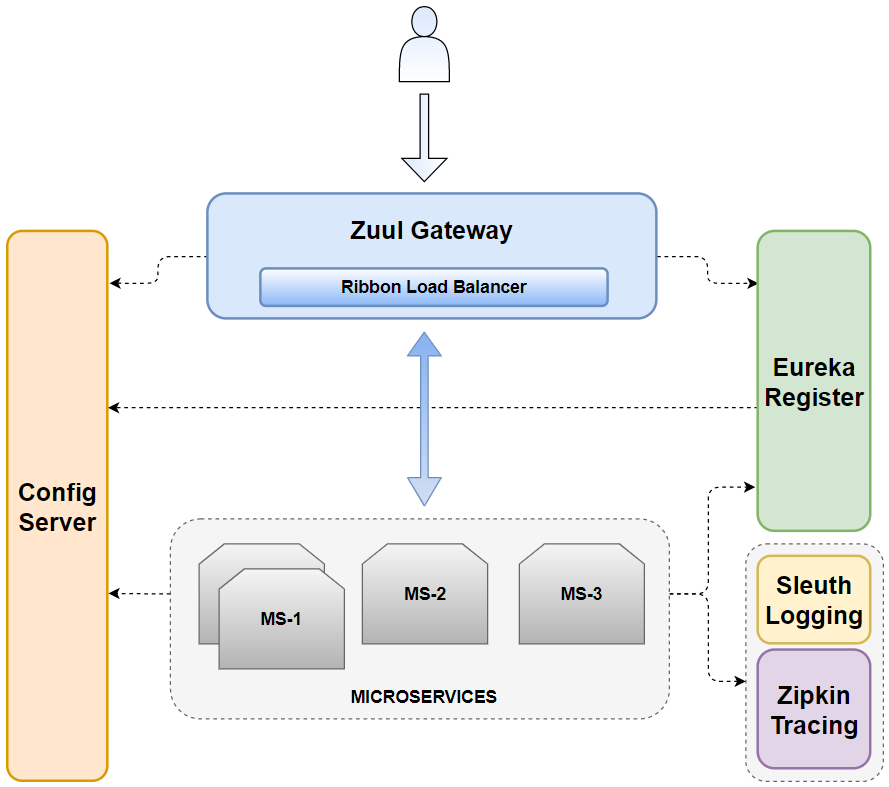 Zuul Gateway
Ribbon Load Balancer
Config
Server
Eureka
Register
MS-1
MS-2
MS-3
MICROSERVICES
Sleuth
Logging
Zipkin
Tracing